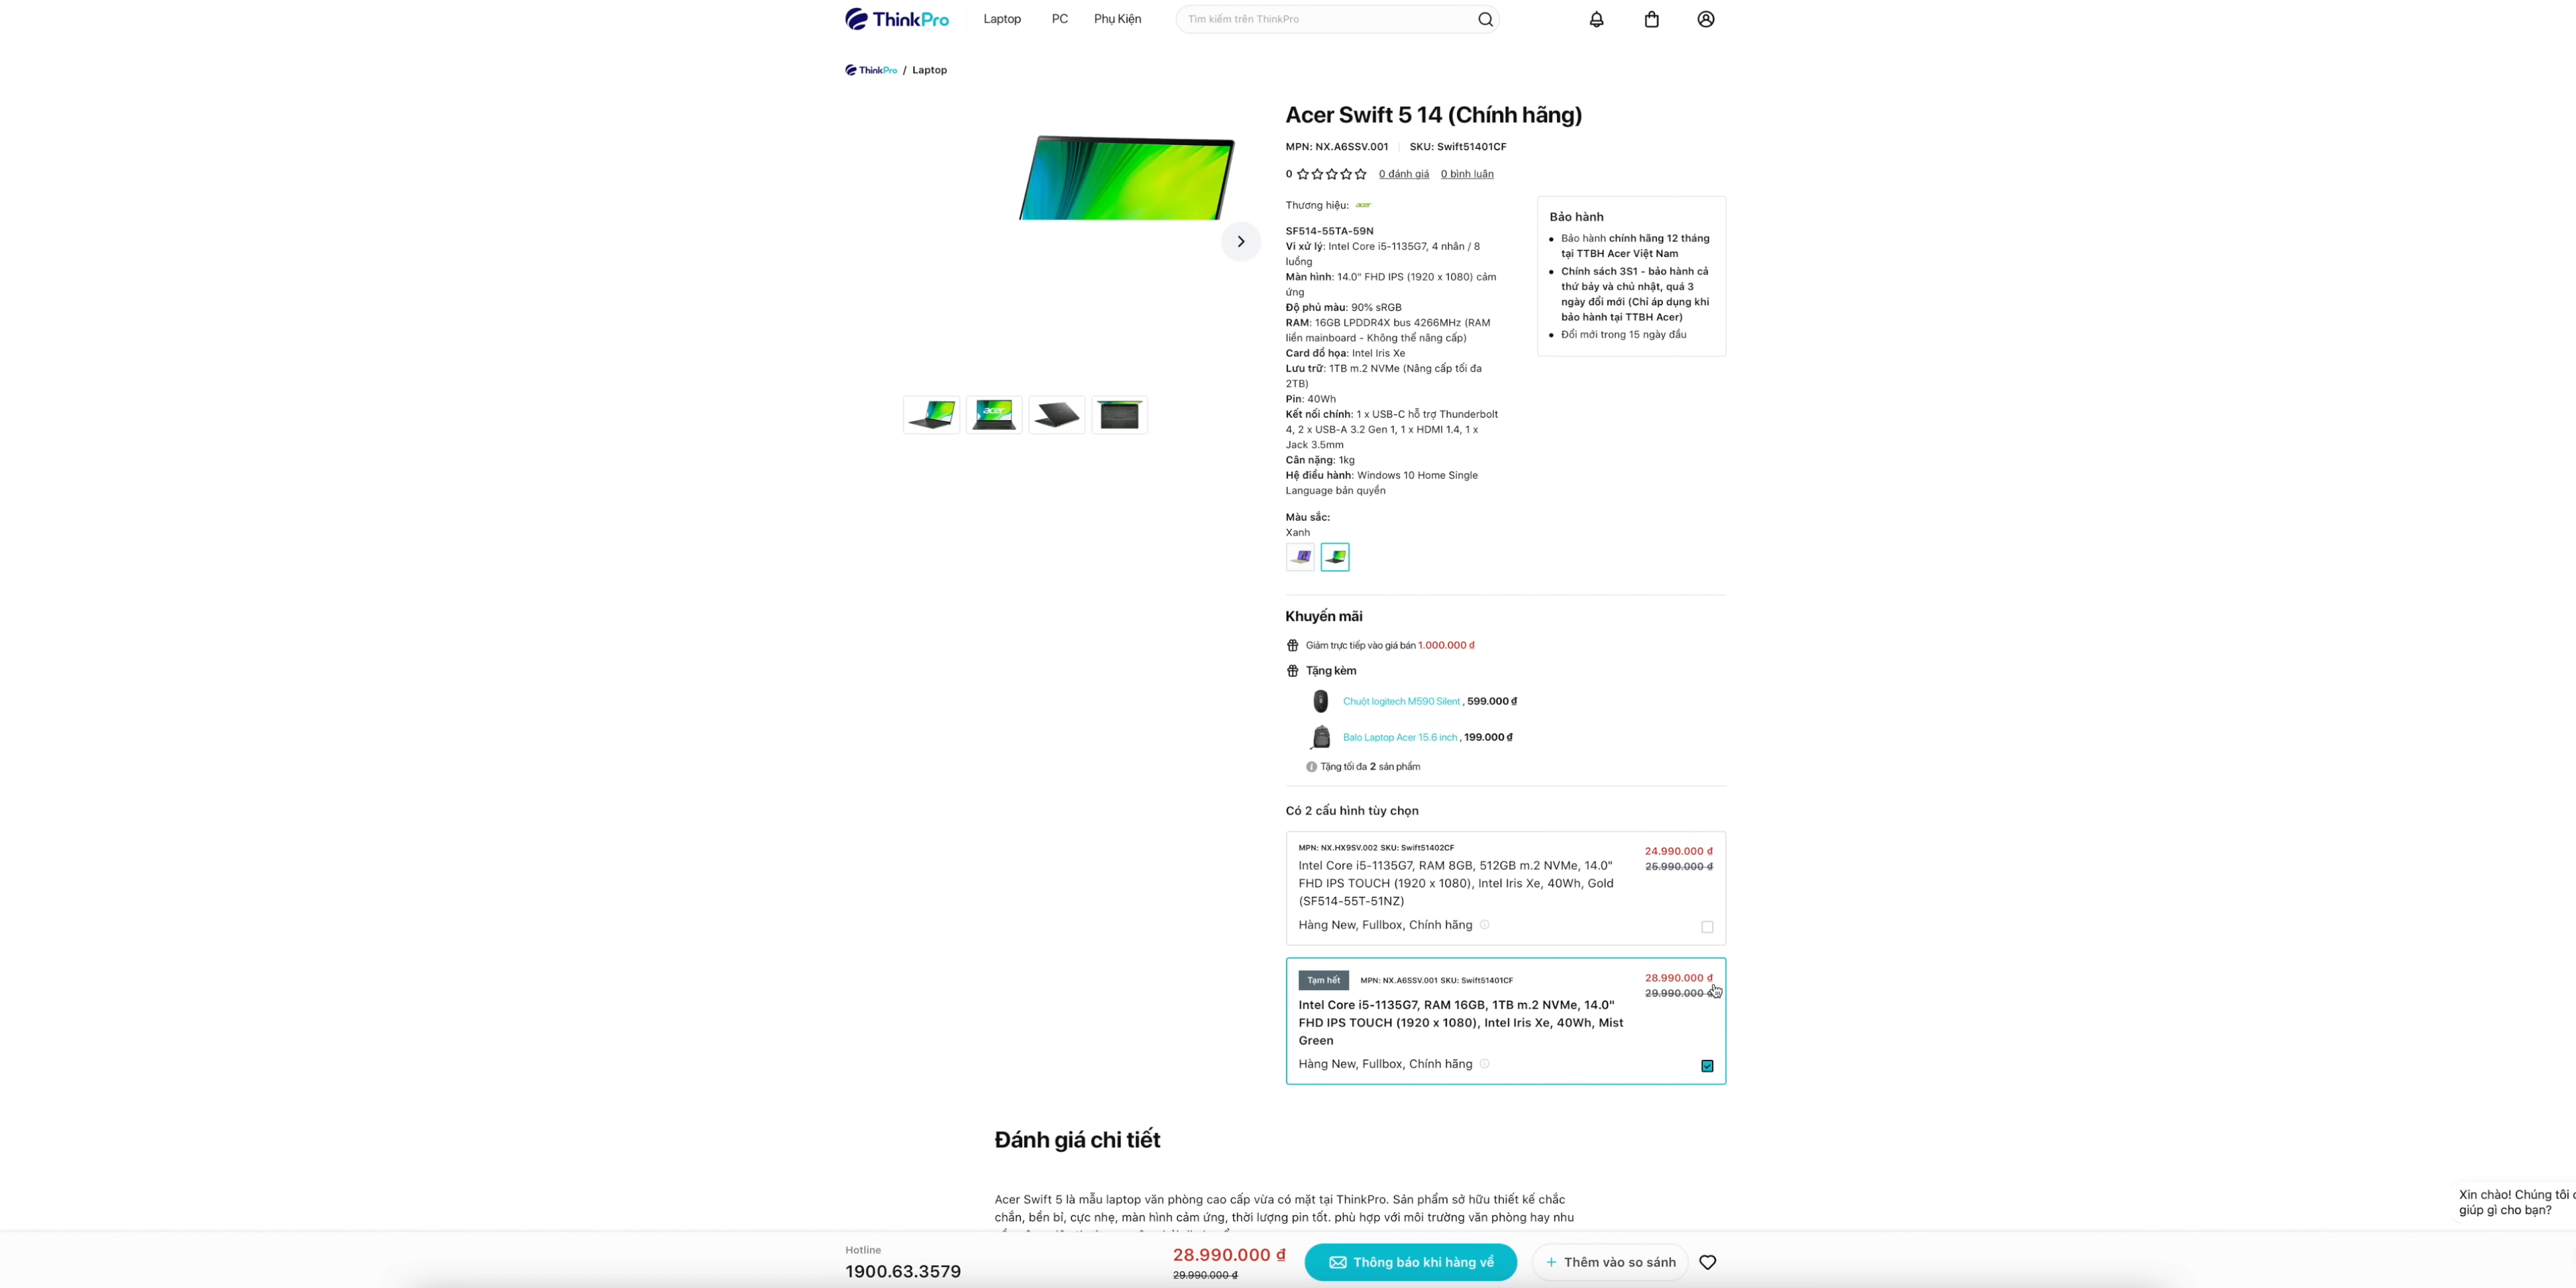 ThinkPro
Laptop
PC
Phụ Kiện
Tìm kiếm trên ThinkPro
ThinkPro / Laptop
Acer Swift 5 14 (Chính hãng)
MPN: NX.A6SSV.001
SKU: Swift51401CF
0
0 đánh giá
0 bình luận
Thương hiệu: acer
SF514-55TA-59N
Vi xử lý: Intel Core i5-1135G7, 4 nhân / 8
luồng
Màn hình: 14.0" FHD IPS (1920 x 1080) cảm
ứng
Độ phủ màu: 90% sRGB
RAM: 16GB LPDDR4X bus 4266MHz (RAM
liền mainboard - Không thể nâng cấp)
Card đồ họa: Intel Iris Xe
Lưu trữ: 1TB m.2 NVMe (Nâng cấp tối đa
2TB)
Pin: 40Wh
Kết nối chính: 1 x USB-C hỗ trợ Thunderbolt
4, 2 x USB-A 3.2 Gen 1, 1 x HDMI 1.4, 1 x
Jack 3.5mm
Cân nặng: 1kg
Hệ điều hành: Windows 10 Home Single
Language bản quyền
Bảo hành
Bảo hành chính hãng 12 tháng
tại TTBH Acer Việt Nam
Chính sách 3S1 - bảo hành cả
thứ bảy và chủ nhật, quá 3
ngày đổi mới (Chỉ áp dụng khi
bảo hành tại TTBH Acer)
Đổi mới trong 15 ngày đầu
acer
Màu sắc:
Xanh
Khuyến mãi
Giảm trực tiếp vào giá bán 1.000.000 ₫
Tặng kèm
Chuột logitech M590 Silent , 599.000 ₫
Balo Laptop Acer 15.6 inch , 199.000 ₫
Tặng tối đa 2 sản phẩm
Có 2 cấu hình tùy chọn
MPN: NX.HX9SV.002 SKU: Swift51402CF
24.990.000 ₫
25.990.000 ₫
Intel Core i5-1135G7, RAM 8GB, 512GB m.2 NVMe, 14.0"
FHD IPS TOUCH (1920 x 1080), Intel Iris Xe, 40Wh, Gold
(SF514-55T-51NZ)
Hàng New, Fullbox, Chính hãng
Tạm hết
MPN: NX.A6SSV.001 SKU: Swift51401CF
28.990.000 ₫
29.990.000
Intel Core i5-1135G7, RAM 16GB, 1TB m.2 NVMe, 14.0"
FHD IPS TOUCH (1920 x 1080), Intel Iris Xe, 40Wh, Mist
Green
Hàng New, Fullbox, Chính hãng
Đánh giá chi tiết
Acer Swift 5 là mẫu laptop văn phòng cao cấp vừa có mặt tại ThinkPro. Sản phẩm sở hữu thiết kế chắc
chắn, bền bỉ, cực nhẹ, màn hình cảm ứng, thời lượng pin tốt. phù hợp với môi trường văn phòng hay nhu
Xin chào! Chúng tôi
giúp gì cho bạn?
Hotline
1900.63.3579
28.990.000 ₫
29.990.000 ₫
Thông báo khi hàng về
Thêm vào so sánh